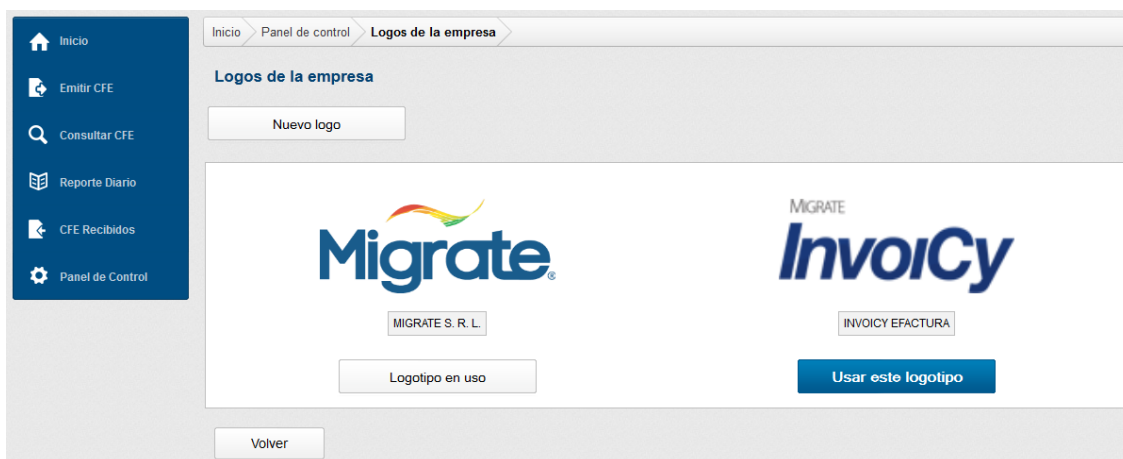 Inicio
Emitir CFE
Consultar CFE
Reporte Diario
CFE Recibidos
Panel de Control
Inicio Panel de control Logos de la empresa
Logos de la empresa
Nuevo logo
Migrate®
MIGRATE S. R. L.
Logotipo en uso
MIGRATE
InvoiCy
INVOICY EFACTURA
Usar este logotipo
Volver